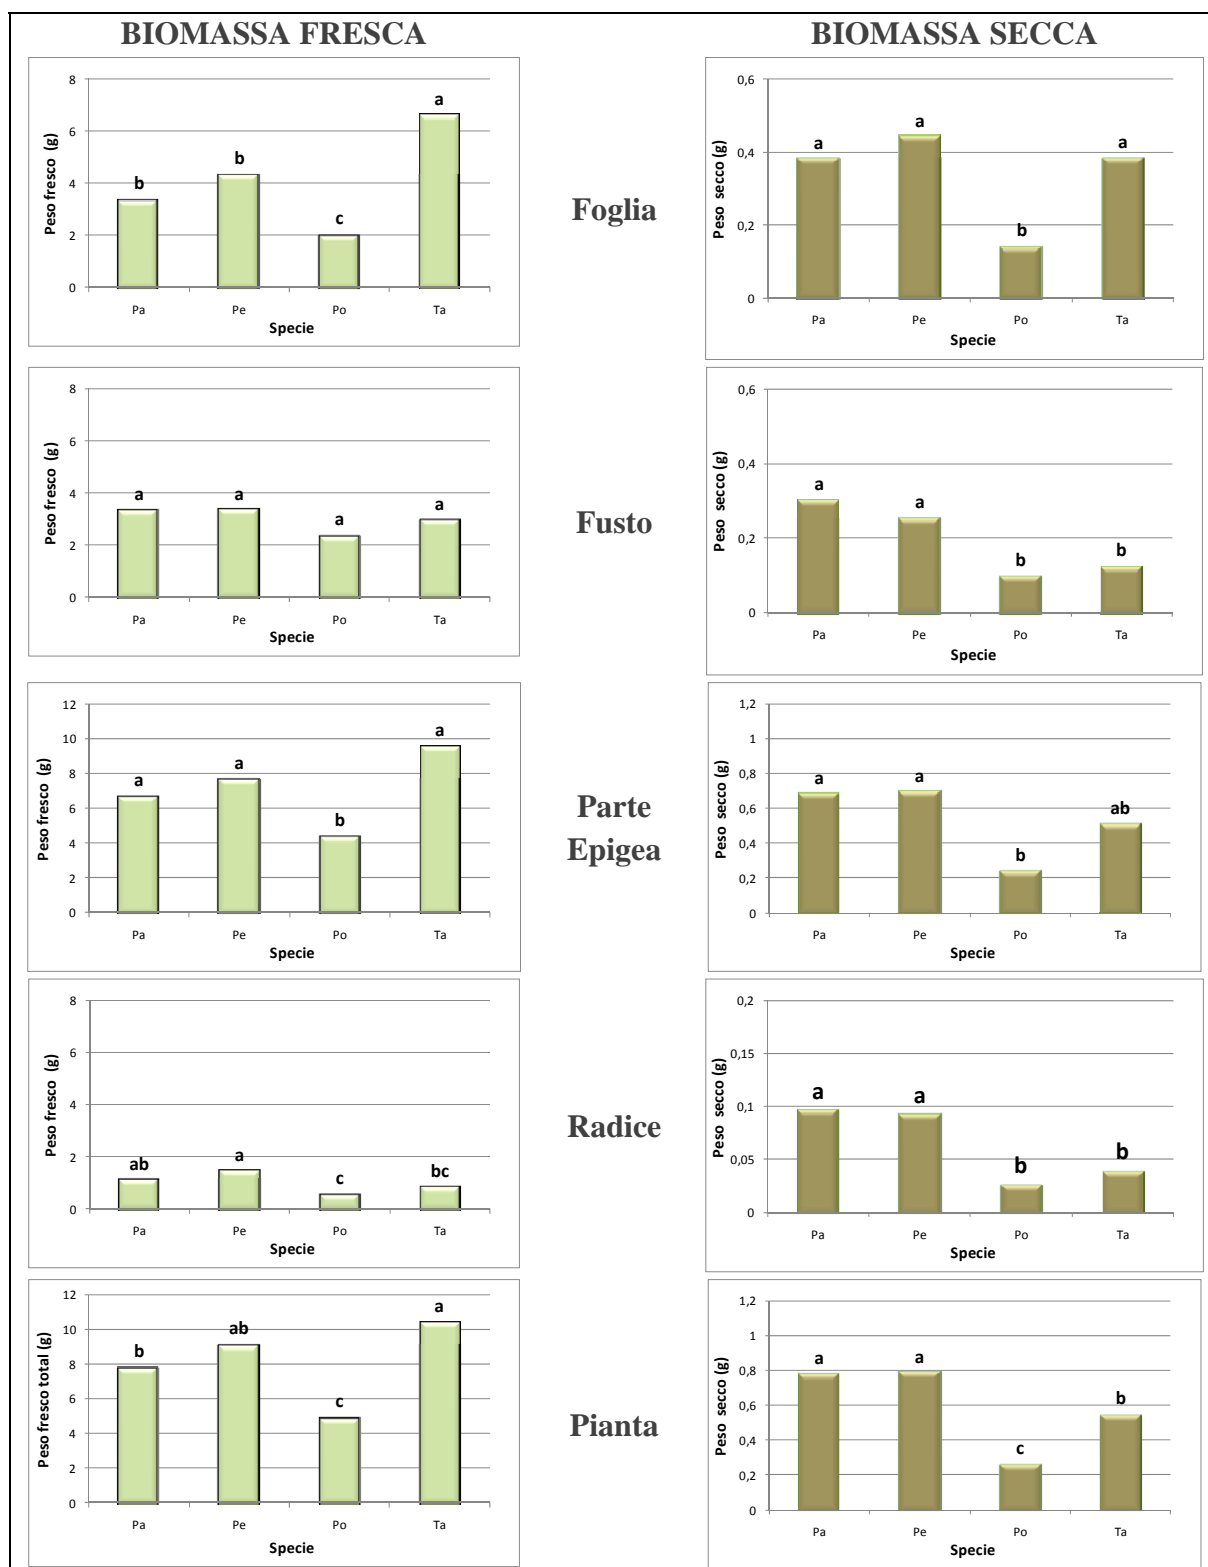 BIOMASSA FRESCA
BIOMASSA SECCA
8
6
4
2
0
Peso fresco (g)
b
b
c
a
Pa
Pe
Po
Ta
Specie
Foglia
0,6
0,4
0,2
0
Peso secco (g)
a
a
b
a
Pa
Pe
Po
Ta
Specie
8
6
4
2
0
Peso fresco (g)
a
a
a
a
Pa
Pe
Po
Ta
Specie
Fusto
0,6
0,4
0,2
0
Peso secco (g)
a
a
b
b
Pa
Pe
Po
Ta
Specie
12
10
8
6
4
2
0
Peso fresco (g)
a
a
b
a
Pa
Pe
Po
Ta
Specie
Parte
Epigea
1,2
1
0,8
0,6
0,4
0,2
0
Peso secco (g)
a
a
b
ab
Pa
Pe
Po
Ta
Specie
8
6
4
2
0
Peso fresco (g)
ab
a
c
bc
Pa
Pe
Po
Ta
Specie
Radice
0,2
0,15
0,1
0,05
0
Peso secco (g)
a
a
b
b
Pa
Pe
Po
Ta
Specie
12
10
8
6
4
2
0
Peso fresco total (g)
b
ab
c
a
Pa
Pe
Po
Ta
Specie
Pianta
1,2
1
0,8
0,6
0,4
0,2
0
Peso secco (g)
a
a
c
b
Pa
Pe
Po
Ta
Specie